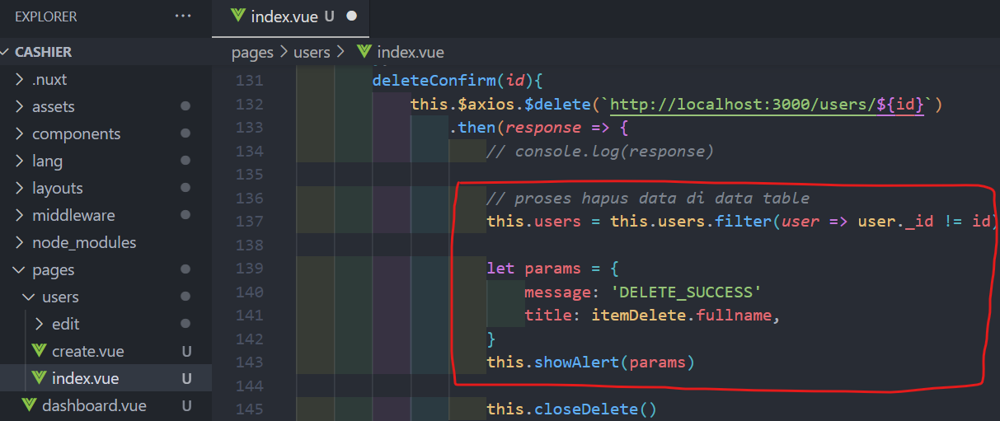 EXPLORER ...
index.vue U
CASHIER
pages > users > index.vue
.nuxt
assets
components
lang
layouts
middleware
node_modules
pages
users
edit
create.vue U
index.vue U
dashboard.vue U
131 deleteConfirm(id){
132 this.$axios.$delete(`http://localhost:3000/users/${id}`)
133 .then(response => {
134 // console.log(response)
135
136 // proses hapus data di data table
137 this.users = this.users.filter(user => user._id != id)
138
139 let params = {
140 message: 'DELETE_SUCCESS'
141 title: itemDelete.fullname,
142 }
143 this.showAlert(params)
144
145 this.closeDelete()